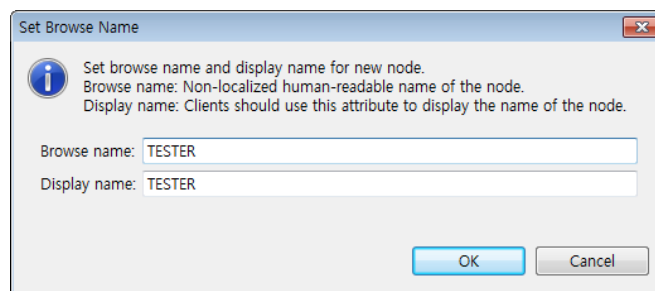 Set Browse Name
Set browse name and display name for new node.
Browse name: Non-localized human-readable name of the node.
Display name: Clients should use this attribute to display the name of the node.
Browse name: TESTER
Display name: TESTER
OK Cancel